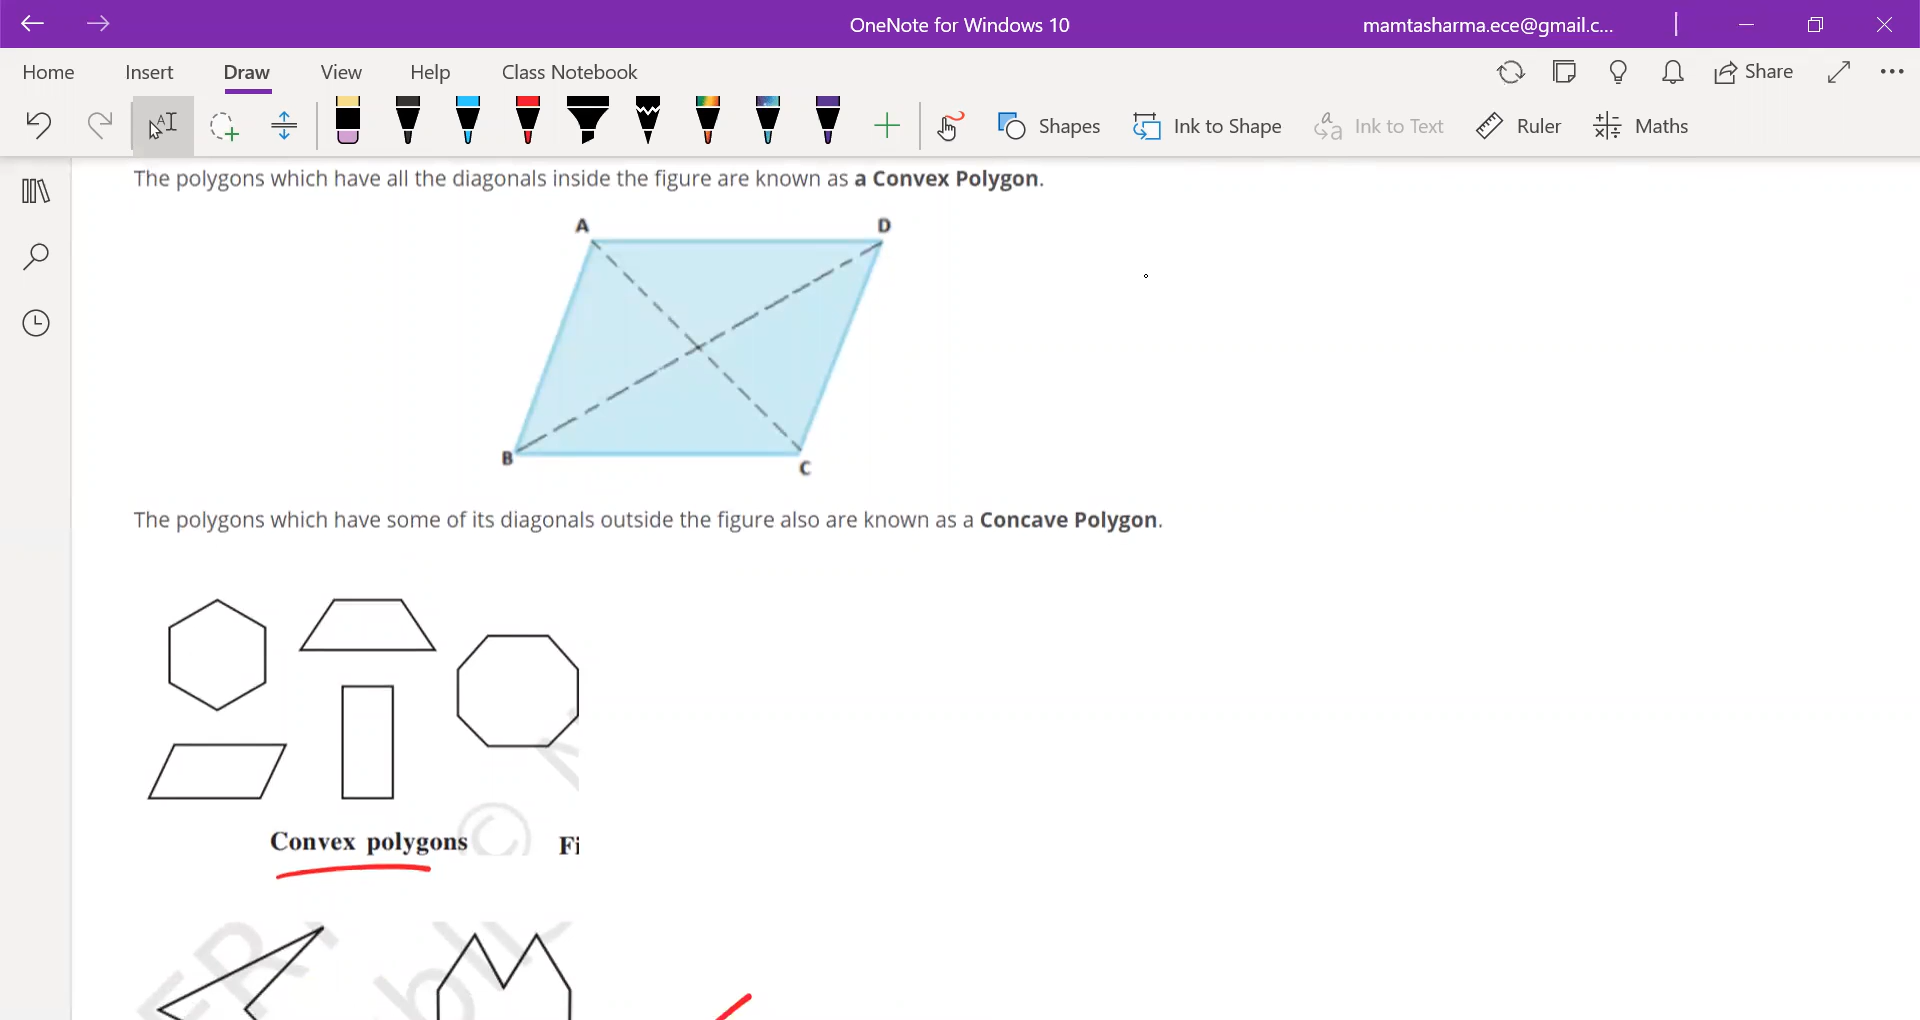 OneNote for Windows 10
mamtasharma.ece@gmail.c...
Home Insert Draw View Help Class Notebook
Share
Shapes Ink to Shape Ink to Text Ruler Maths
The polygons which have all the diagonals inside the figure are known as a Convex Polygon.
A D
B C
The polygons which have some of its diagonals outside the figure also are known as a Concave Polygon.
Convex polygons
Fi